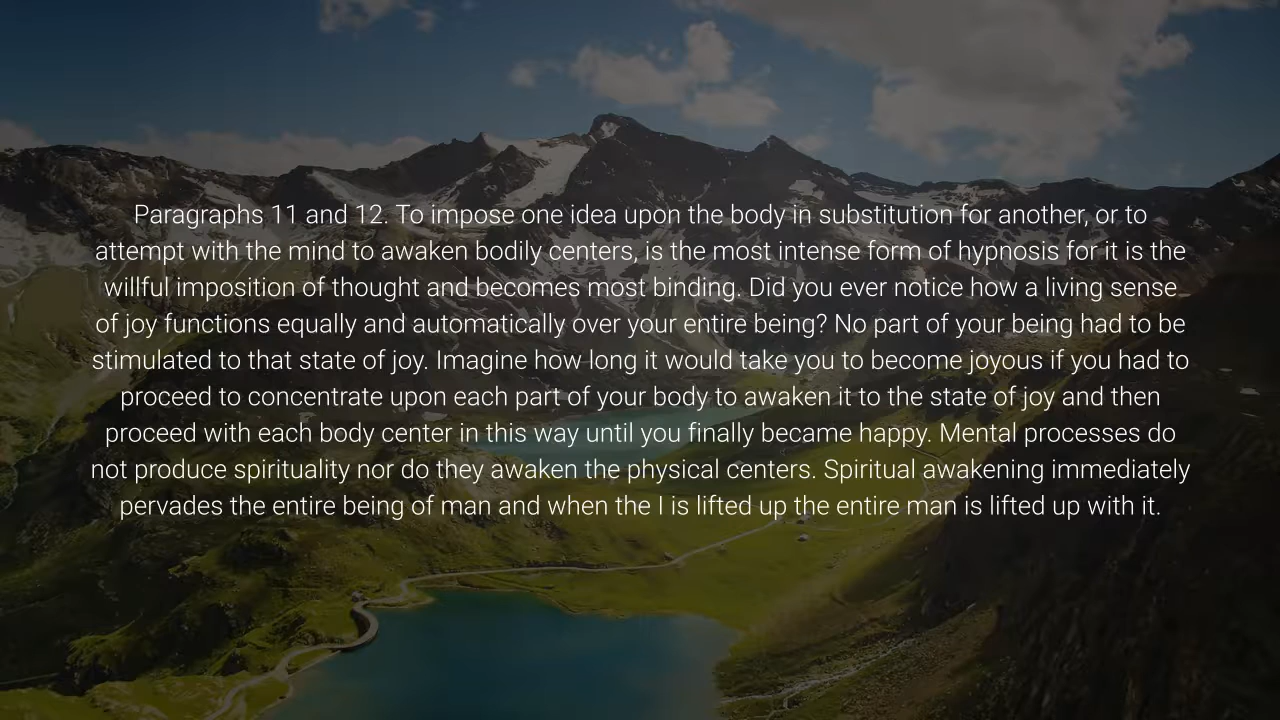 Paragraphs 11 and 12. To impose one idea upon the body in substitution for another, or to
attempt with the mind to awaken bodily centers, is the most intense form of hypnosis for it is the
willful imposition of thought and becomes most binding. Did you ever notice how a living sense
of joy functions equally and automatically over your entire being? No part of your being had to be
stimulated to that state of joy. Imagine how long it would take you to become joyous if you had to
proceed to concentrate upon each part of your body to awaken it to the state of joy and then
proceed with each body center in this way until you finally became happy. Mental processes do
not produce spirituality nor do they awaken the physical centers. Spiritual awakening immediately
pervades the entire being of man and when the I is lifted up the entire man is lifted up with it.